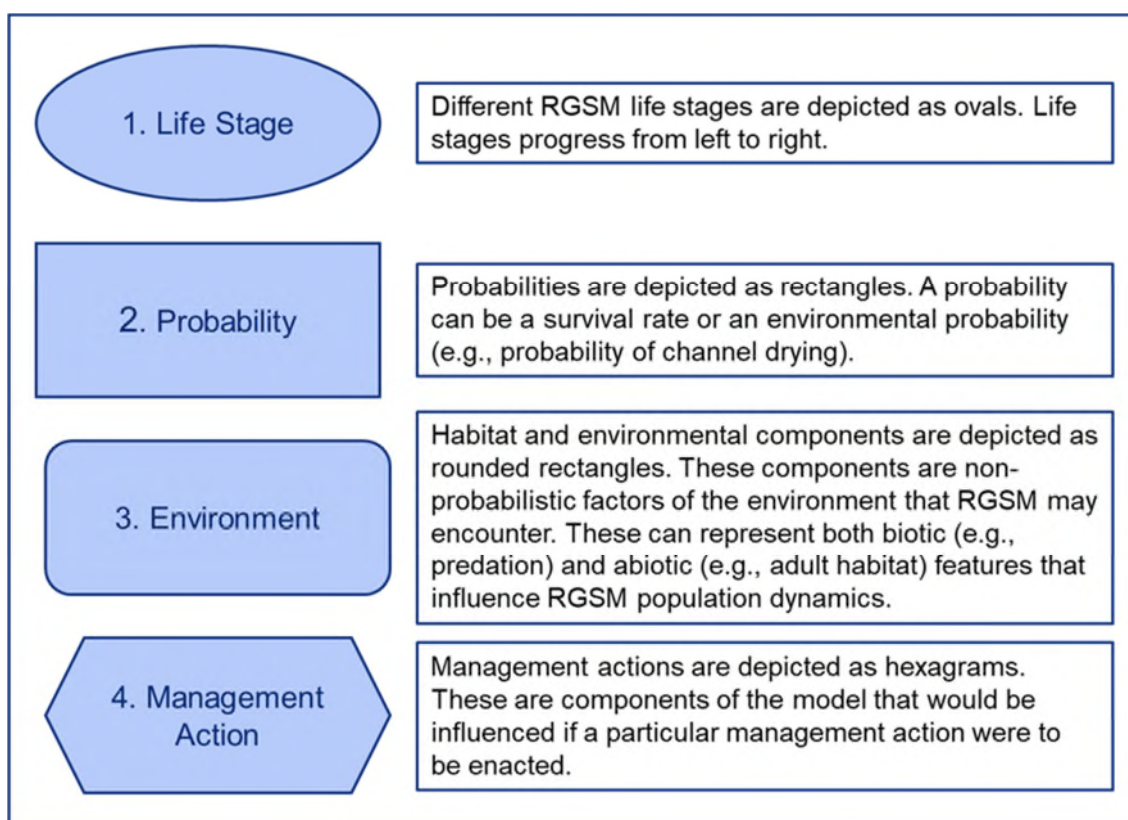 1. Life Stage
Different RGSM life stages are depicted as ovals. Life
stages progress from left to right.
2. Probability
Probabilities are depicted as rectangles. A probability
can be a survival rate or an environmental probability
(e.g., probability of channel drying).
3. Environment
Habitat and environmental components are depicted as
rounded rectangles. These components are non-
probabilistic factors of the environment that RGSM may
encounter. These can represent both biotic (e.g.,
predation) and abiotic (e.g., adult habitat) features that
influence RGSM population dynamics.
4. Management
Action
Management actions are depicted as hexagrams.
These are components of the model that would be
influenced if a particular management action were to
be enacted.